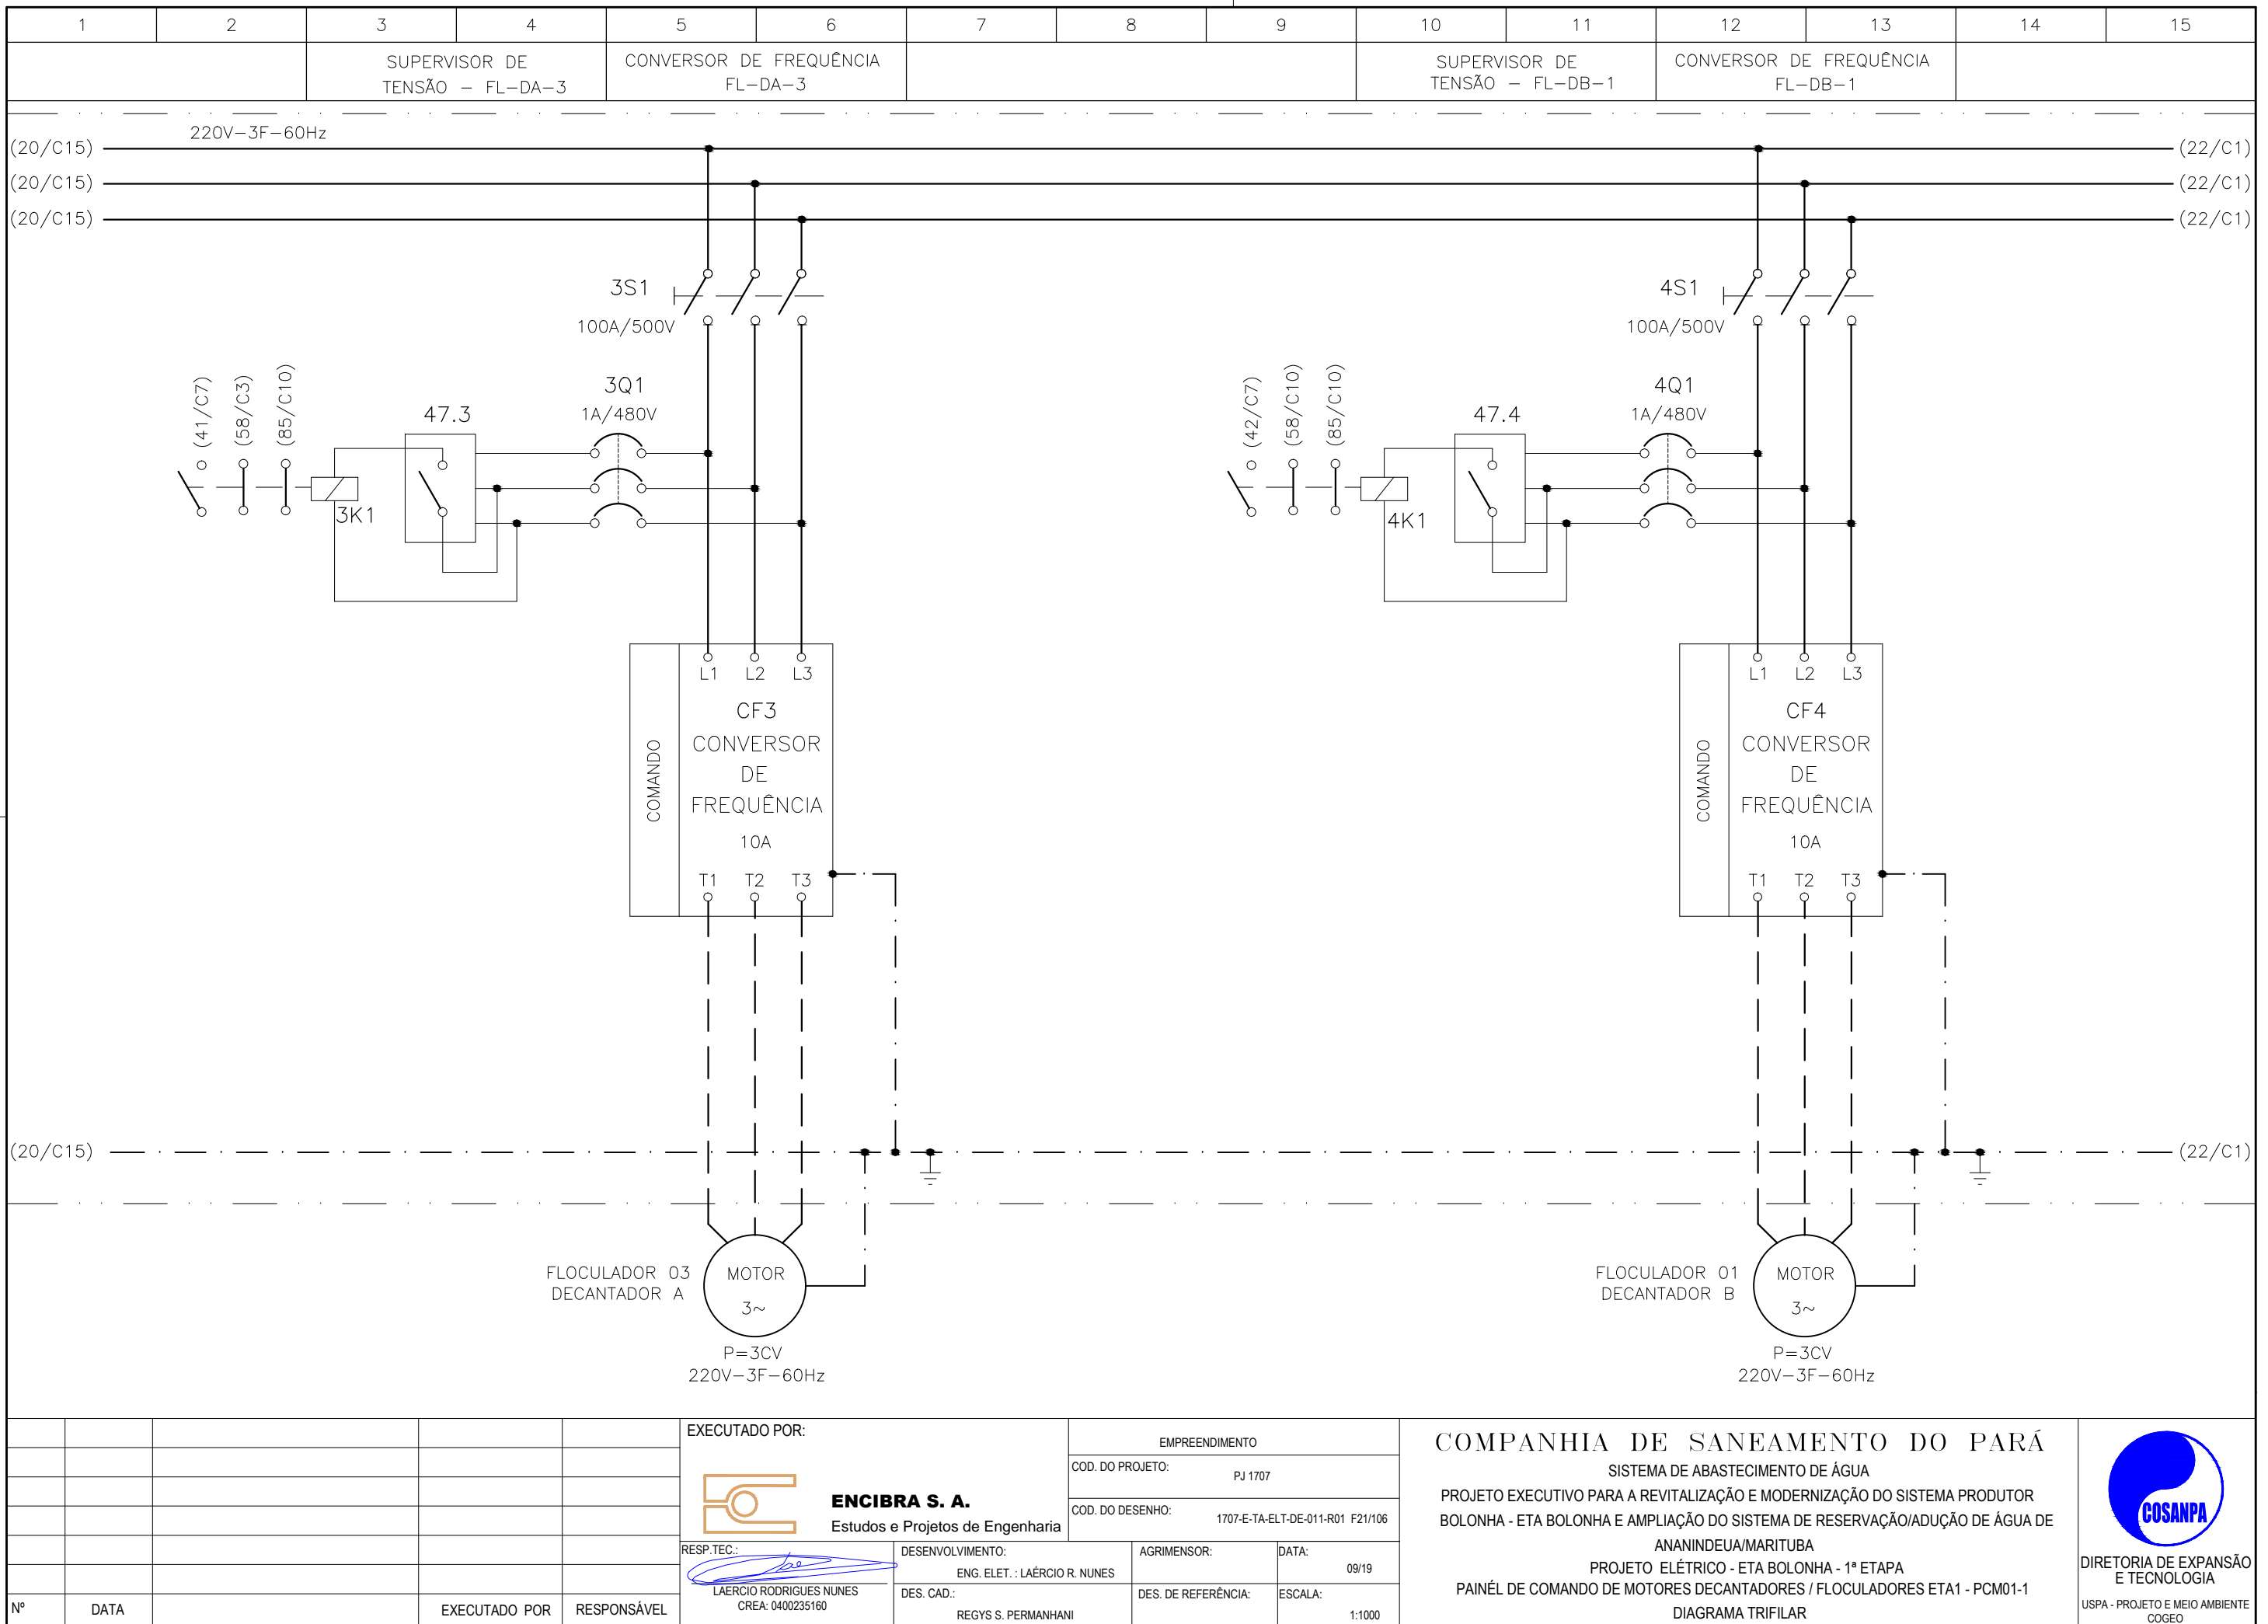 1 2 3 4 5 6 7 8 9 10 11 12 13 14 15
SUPERVISOR DE
TENSÃO - FL-DA-3
CONVERSOR DE FREQUÊNCIA
FL-DA-3
SUPERVISOR DE
TENSÃO - FL-DB-1
CONVERSOR DE FREQUÊNCIA
FL-DB-1
220V-3F-60Hz
(20/C15) (22/C1)
(20/C15) (22/C1)
(20/C15) (22/C1)
3S1
100A/500V
3Q1
1A/480V
47.3
(41/C7)
(58/C3)
(85/C10)
3K1
L1 L2 L3
CF3
CONVERSOR
DE
FREQUÊNCIA
10A
COMANDO
T1 T2 T3
4S1
100A/500V
4Q1
1A/480V
47.4
(42/C7)
(58/C10)
(85/C10)
4K1
L1 L2 L3
CF4
CONVERSOR
DE
FREQUÊNCIA
10A
COMANDO
T1 T2 T3
(20/C15) (22/C1)
FLOCULADOR 03
DECANTADOR A
MOTOR
3~
P=3CV
220V-3F-60Hz
FLOCULADOR 01
DECANTADOR B
MOTOR
3~
P=3CV
220V-3F-60Hz
Nº DATA EXECUTADO POR RESPONSÁVEL
EXECUTADO POR:
ENCIBRA S. A.
Estudos e Projetos de Engenharia
EMPREENDIMENTO
COD. DO PROJETO:
PJ 1707
COD. DO DESENHO:
1707-E-TA-ELT-DE-011-R01 F21/106
RESP.TEC.:
LAERCIO RODRIGUES NUNES
CREA: 0400235160
DESENVOLVIMENTO:
ENG. ELET. : LAÉRCIO R. NUNES
AGRIMENSOR:
DATA:
09/19
DES. CAD.:
REGYS S. PERMANHANI
DES. DE REFERÊNCIA:
ESCALA:
1:1000
COMPANHIA DE SANEAMENTO DO PARÁ
SISTEMA DE ABASTECIMENTO DE ÁGUA
PROJETO EXECUTIVO PARA A REVITALIZAÇÃO E MODERNIZAÇÃO DO SISTEMA PRODUTOR
BOLONHA - ETA BOLONHA E AMPLIAÇÃO DO SISTEMA DE RESERVAÇÃO/ADUÇÃO DE ÁGUA DE
ANANINDEUA/MARITUBA
PROJETO ELÉTRICO - ETA BOLONHA - 1ª ETAPA
PAINÉL DE COMANDO DE MOTORES DECANTADORES / FLOCULADORES ETA1 - PCM01-1
DIAGRAMA TRIFILAR
COSANPA
DIRETORIA DE EXPANSÃO
E TECNOLOGIA
USPA - PROJETO E MEIO AMBIENTE
COGEO